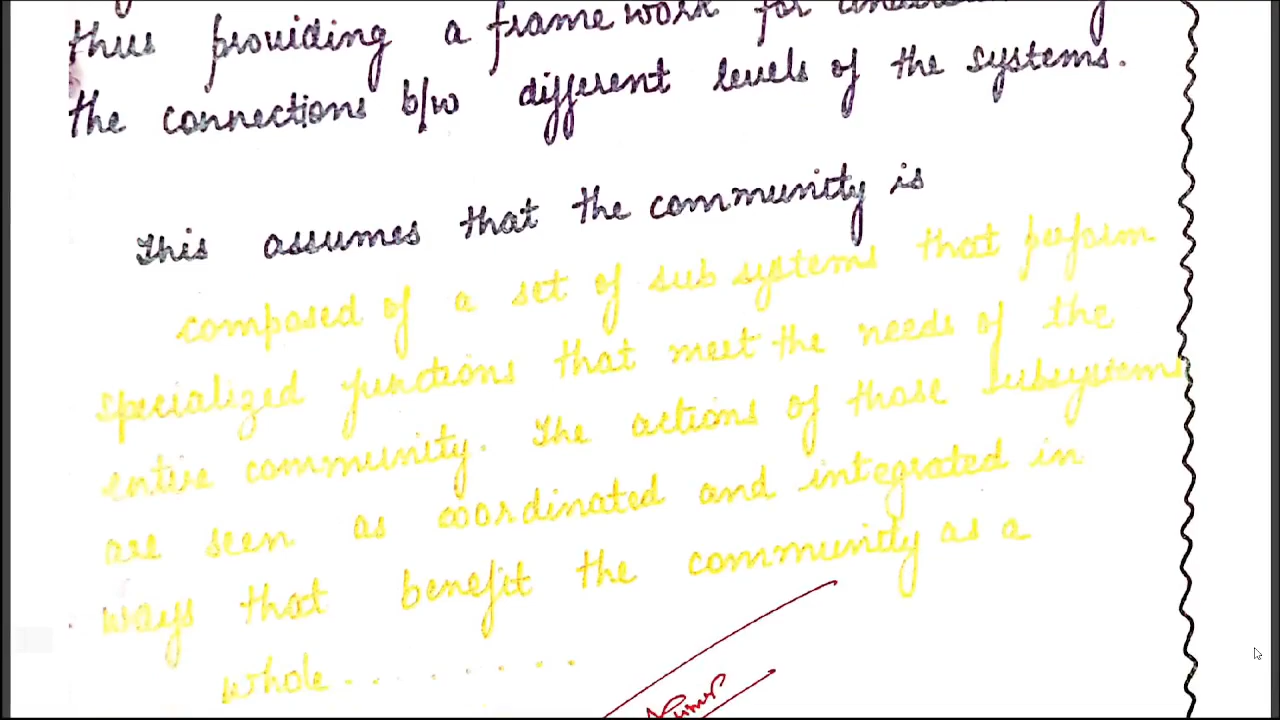 thus providing a frame work for
the connections b/w different levels of the systems.
This assumes that the community is
composed of a set of sub systems that perform
specialized functions that meet the needs of the
entire community. The actions of those subsystems
are seen as coordinated and integrated in
ways that benefit the community as a
whole . . . . . . . .